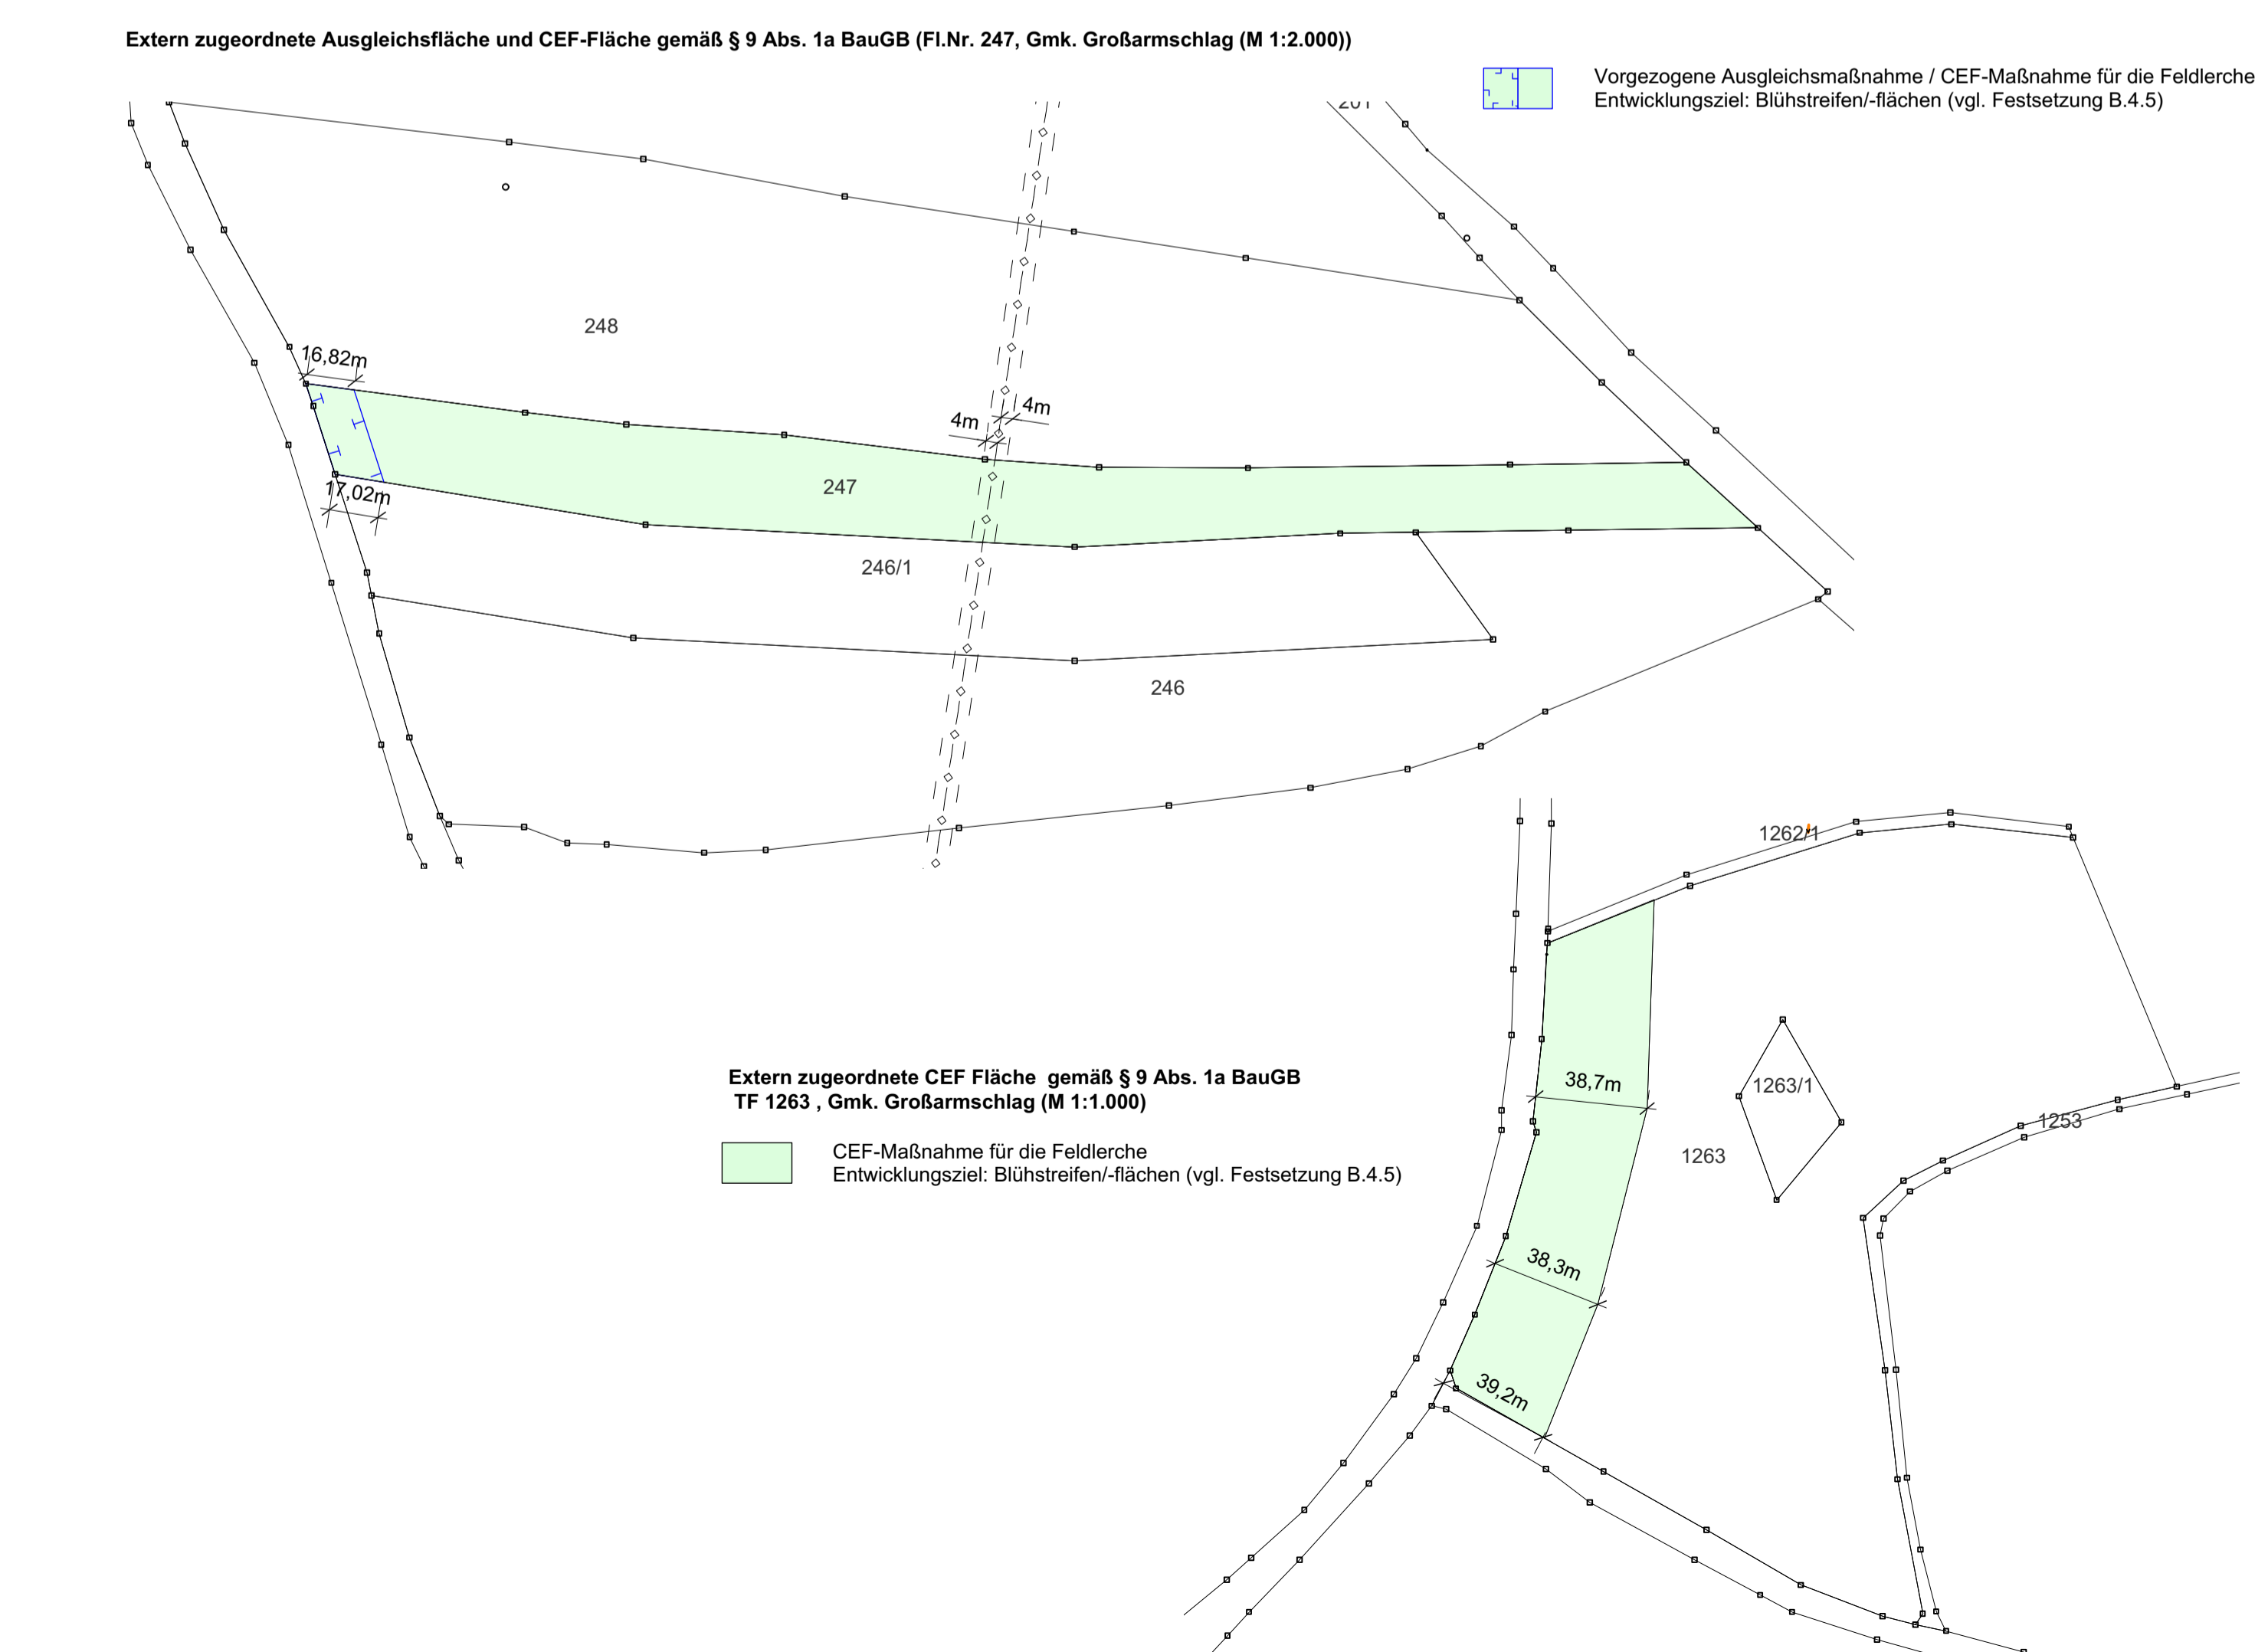 Extern zugeordnete Ausgleichsfläche und CEF-Fläche gemäß § 9 Abs. 1a BauGB (Fl.Nr. 247, Gmk. Großarmschlag (M 1:2.000))
Vorgezogene Ausgleichsmaßnahme / CEF-Maßnahme für die Feldlerche
Entwicklungsziel: Blühstreifen/-flächen (vgl. Festsetzung B.4.5)
248
16,82m
4m
4m
247
17,02m
246/1
246
1262/1
Extern zugeordnete CEF Fläche gemäß § 9 Abs. 1a BauGB
TF 1263 , Gmk. Großarmschlag (M 1:1.000)
CEF-Maßnahme für die Feldlerche
Entwicklungsziel: Blühstreifen/-flächen (vgl. Festsetzung B.4.5)
38,7m
1263/1
1253
1263
38,3m
39,2m